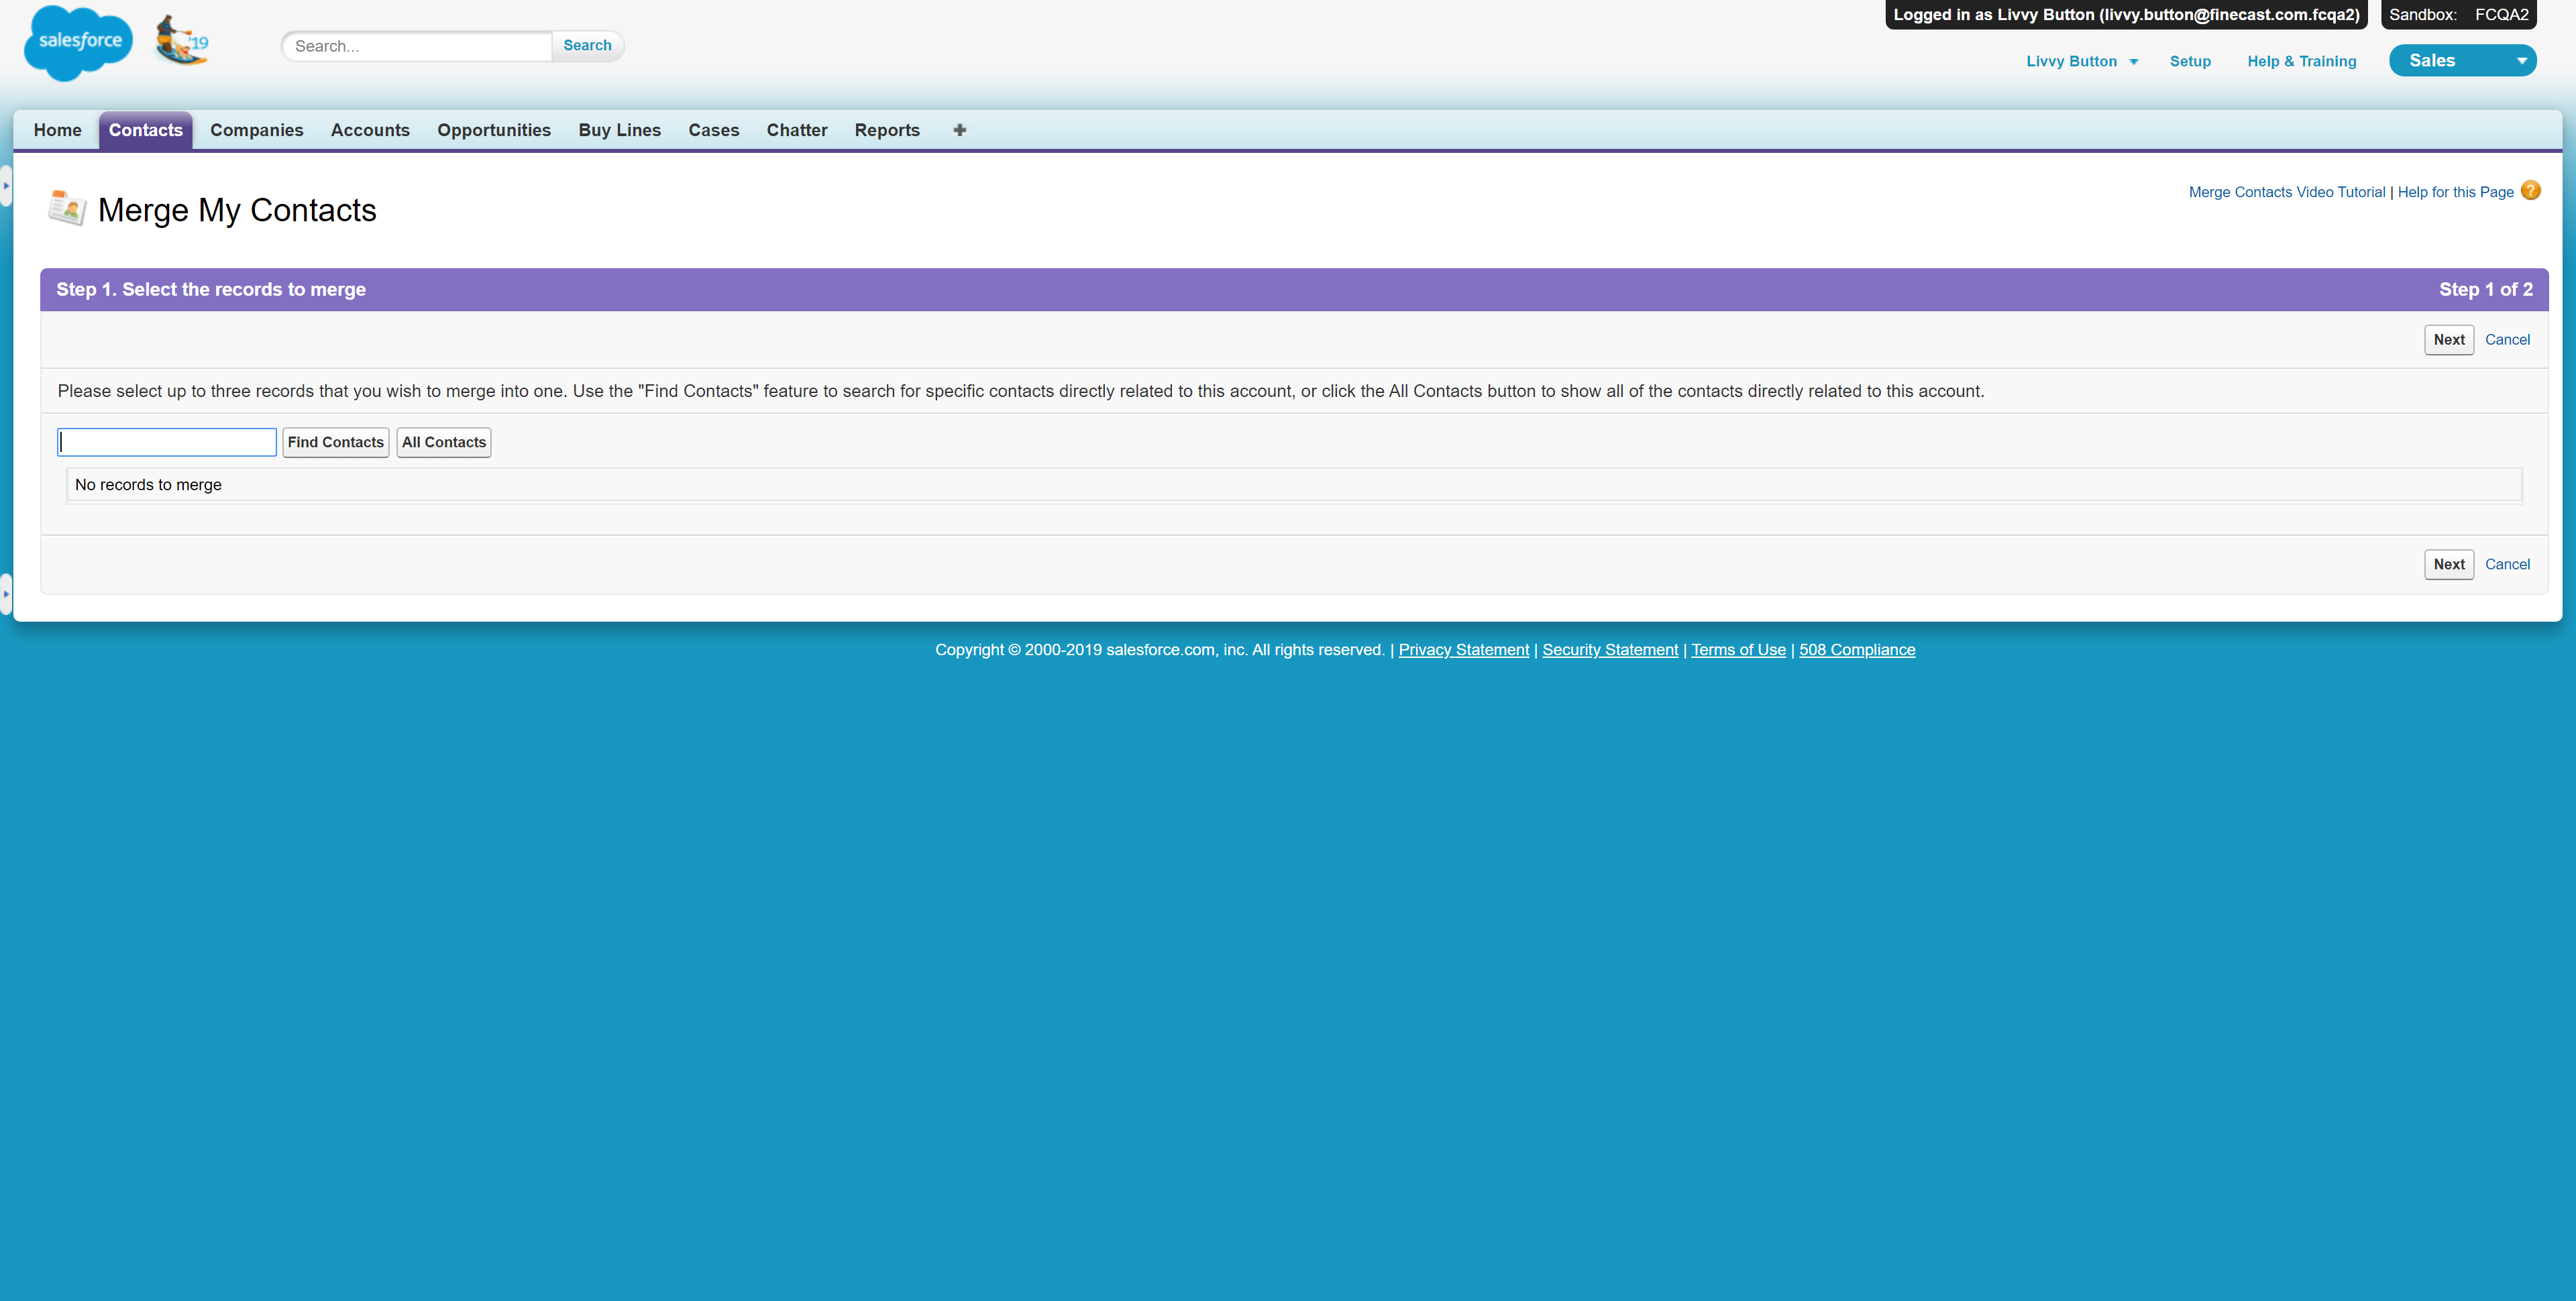 Logged in as Livvy Button (livvy.button@finecast.com.fcqa2) Sandbox: FCQA2
salesforce '19 Search... Search
Livvy Button Setup Help & Training Sales
Home Contacts Companies Accounts Opportunities Buy Lines Cases Chatter Reports
Merge Contacts Video Tutorial | Help for this Page ?
Merge My Contacts
Step 1. Select the records to merge Step 1 of 2
Next Cancel
Please select up to three records that you wish to merge into one. Use the "Find Contacts" feature to search for specific contacts directly related to this account, or click the All Contacts button to show all of the contacts directly related to this account.
Find Contacts All Contacts
No records to merge
Next Cancel
Copyright © 2000-2019 salesforce.com, inc. All rights reserved. | Privacy Statement | Security Statement | Terms of Use | 508 Compliance